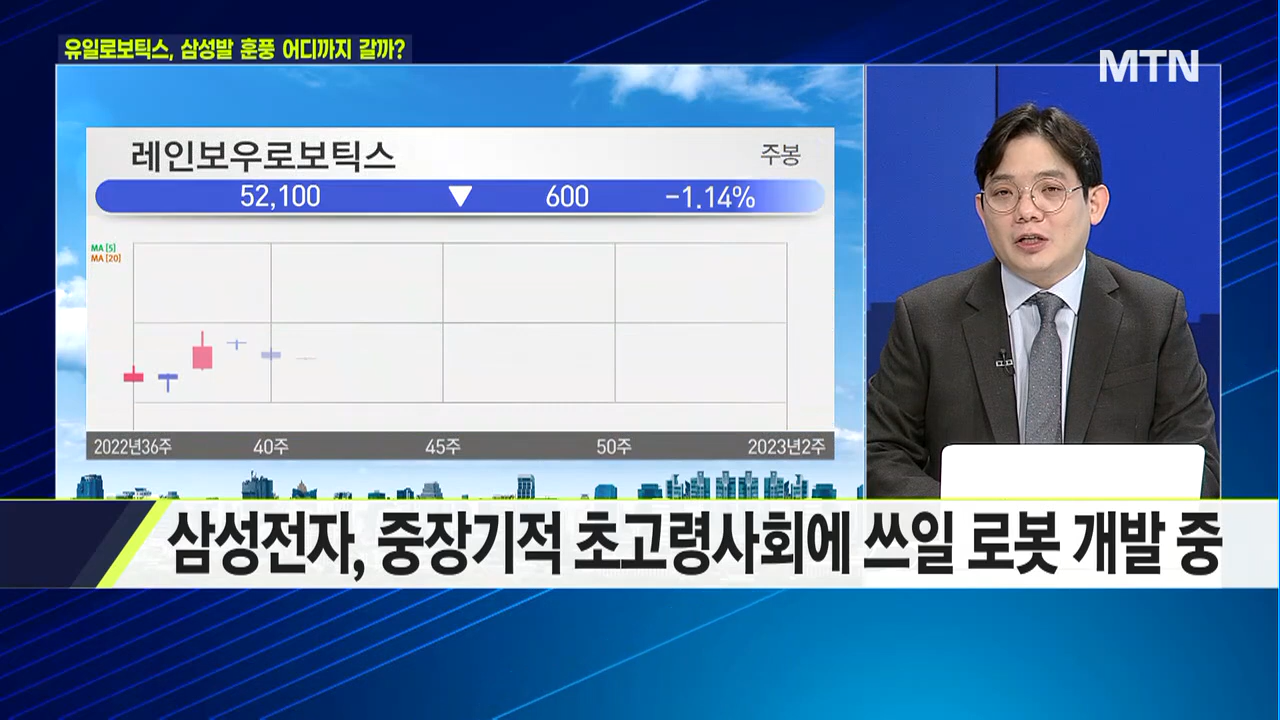 유일로보틱스, 삼성발 훈풍 어디까지 갈까?
MTN
레인보우로보틱스
주봉
52,100 ▼ 600 -1.14%
MA [5]
MA [20]
2022년36주 40주 45주 50주 2023년2주
삼성전자, 중장기적 초고령사회에 쓰일 로봇 개발 중